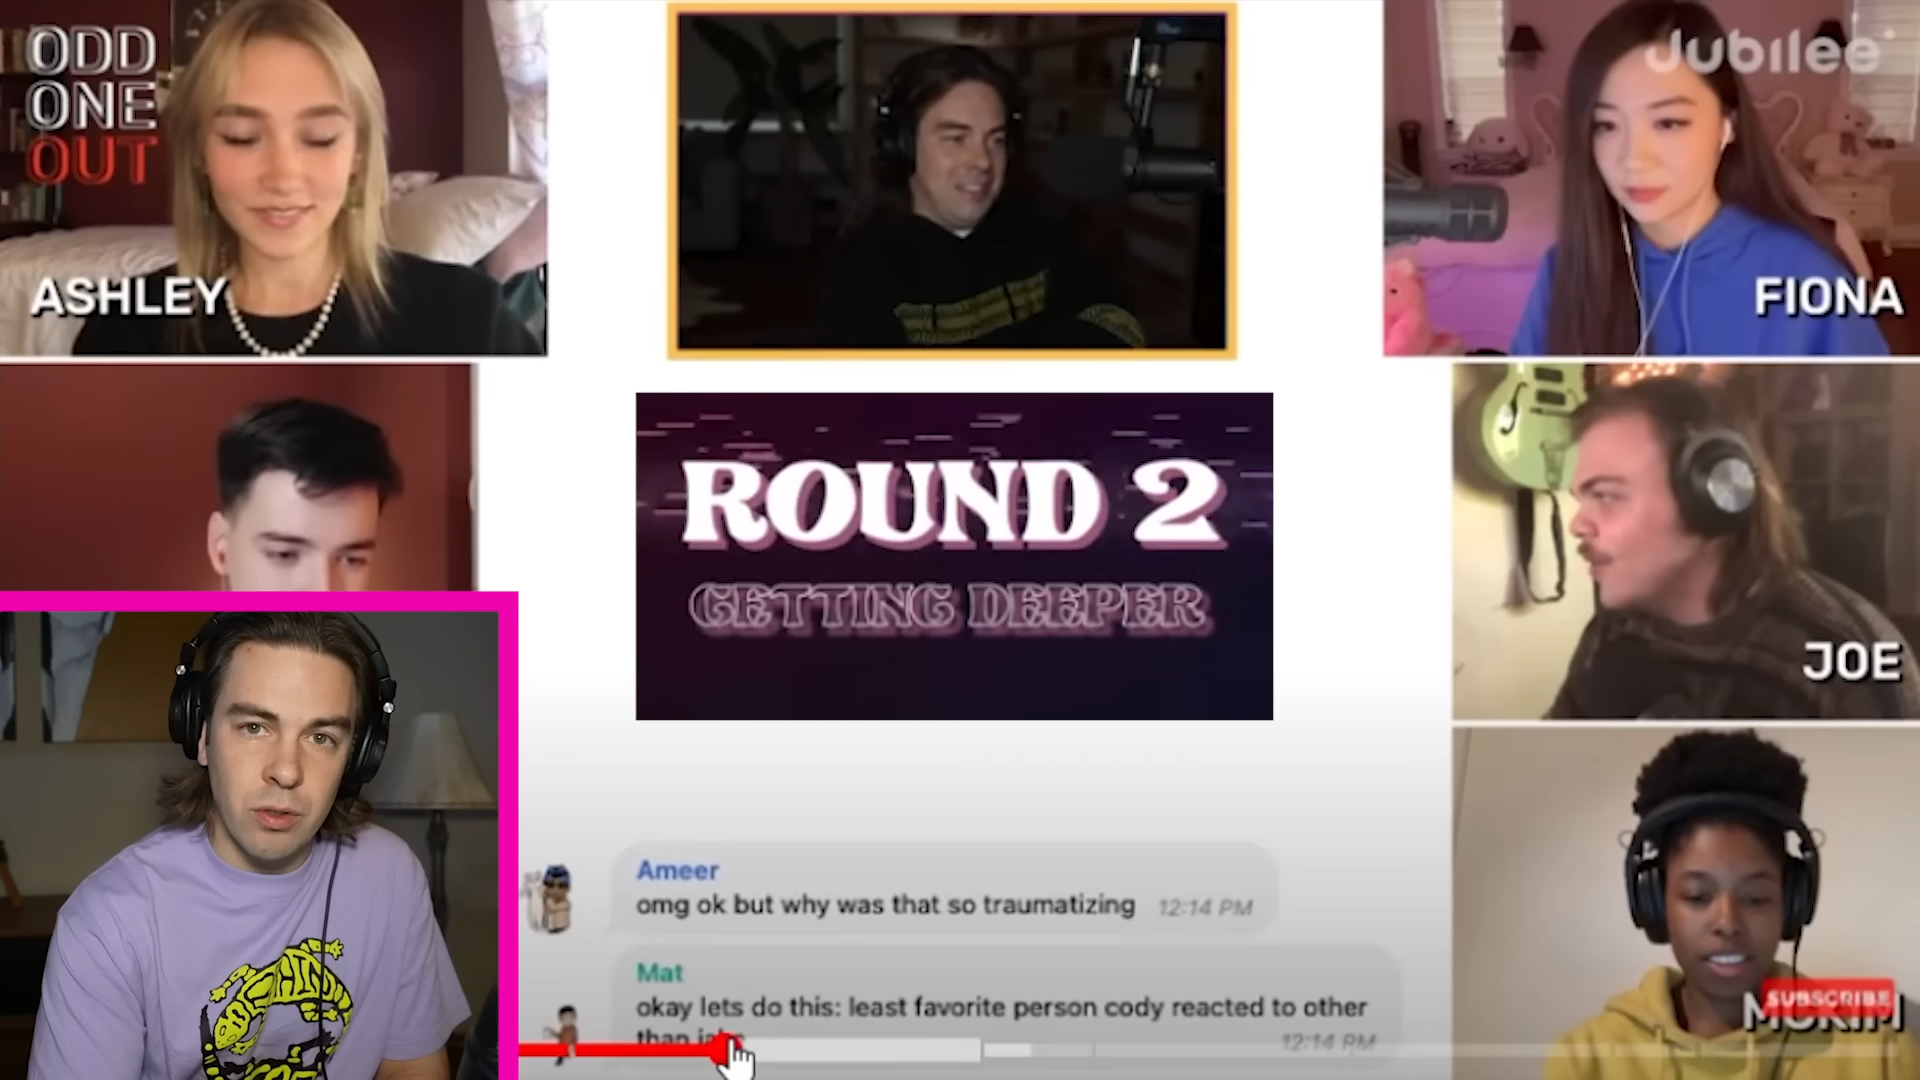 ODD
ONE
OUT
Jubilee
ASHLEY
FIONA
ROUND 2
GETTING DEEPER
JOE
Ameer
omg ok but why was that so traumatizing 12:14 PM
Mat
okay lets do this: least favorite person cody reacted to other
than 12:14 PM
SUBSCRIBE